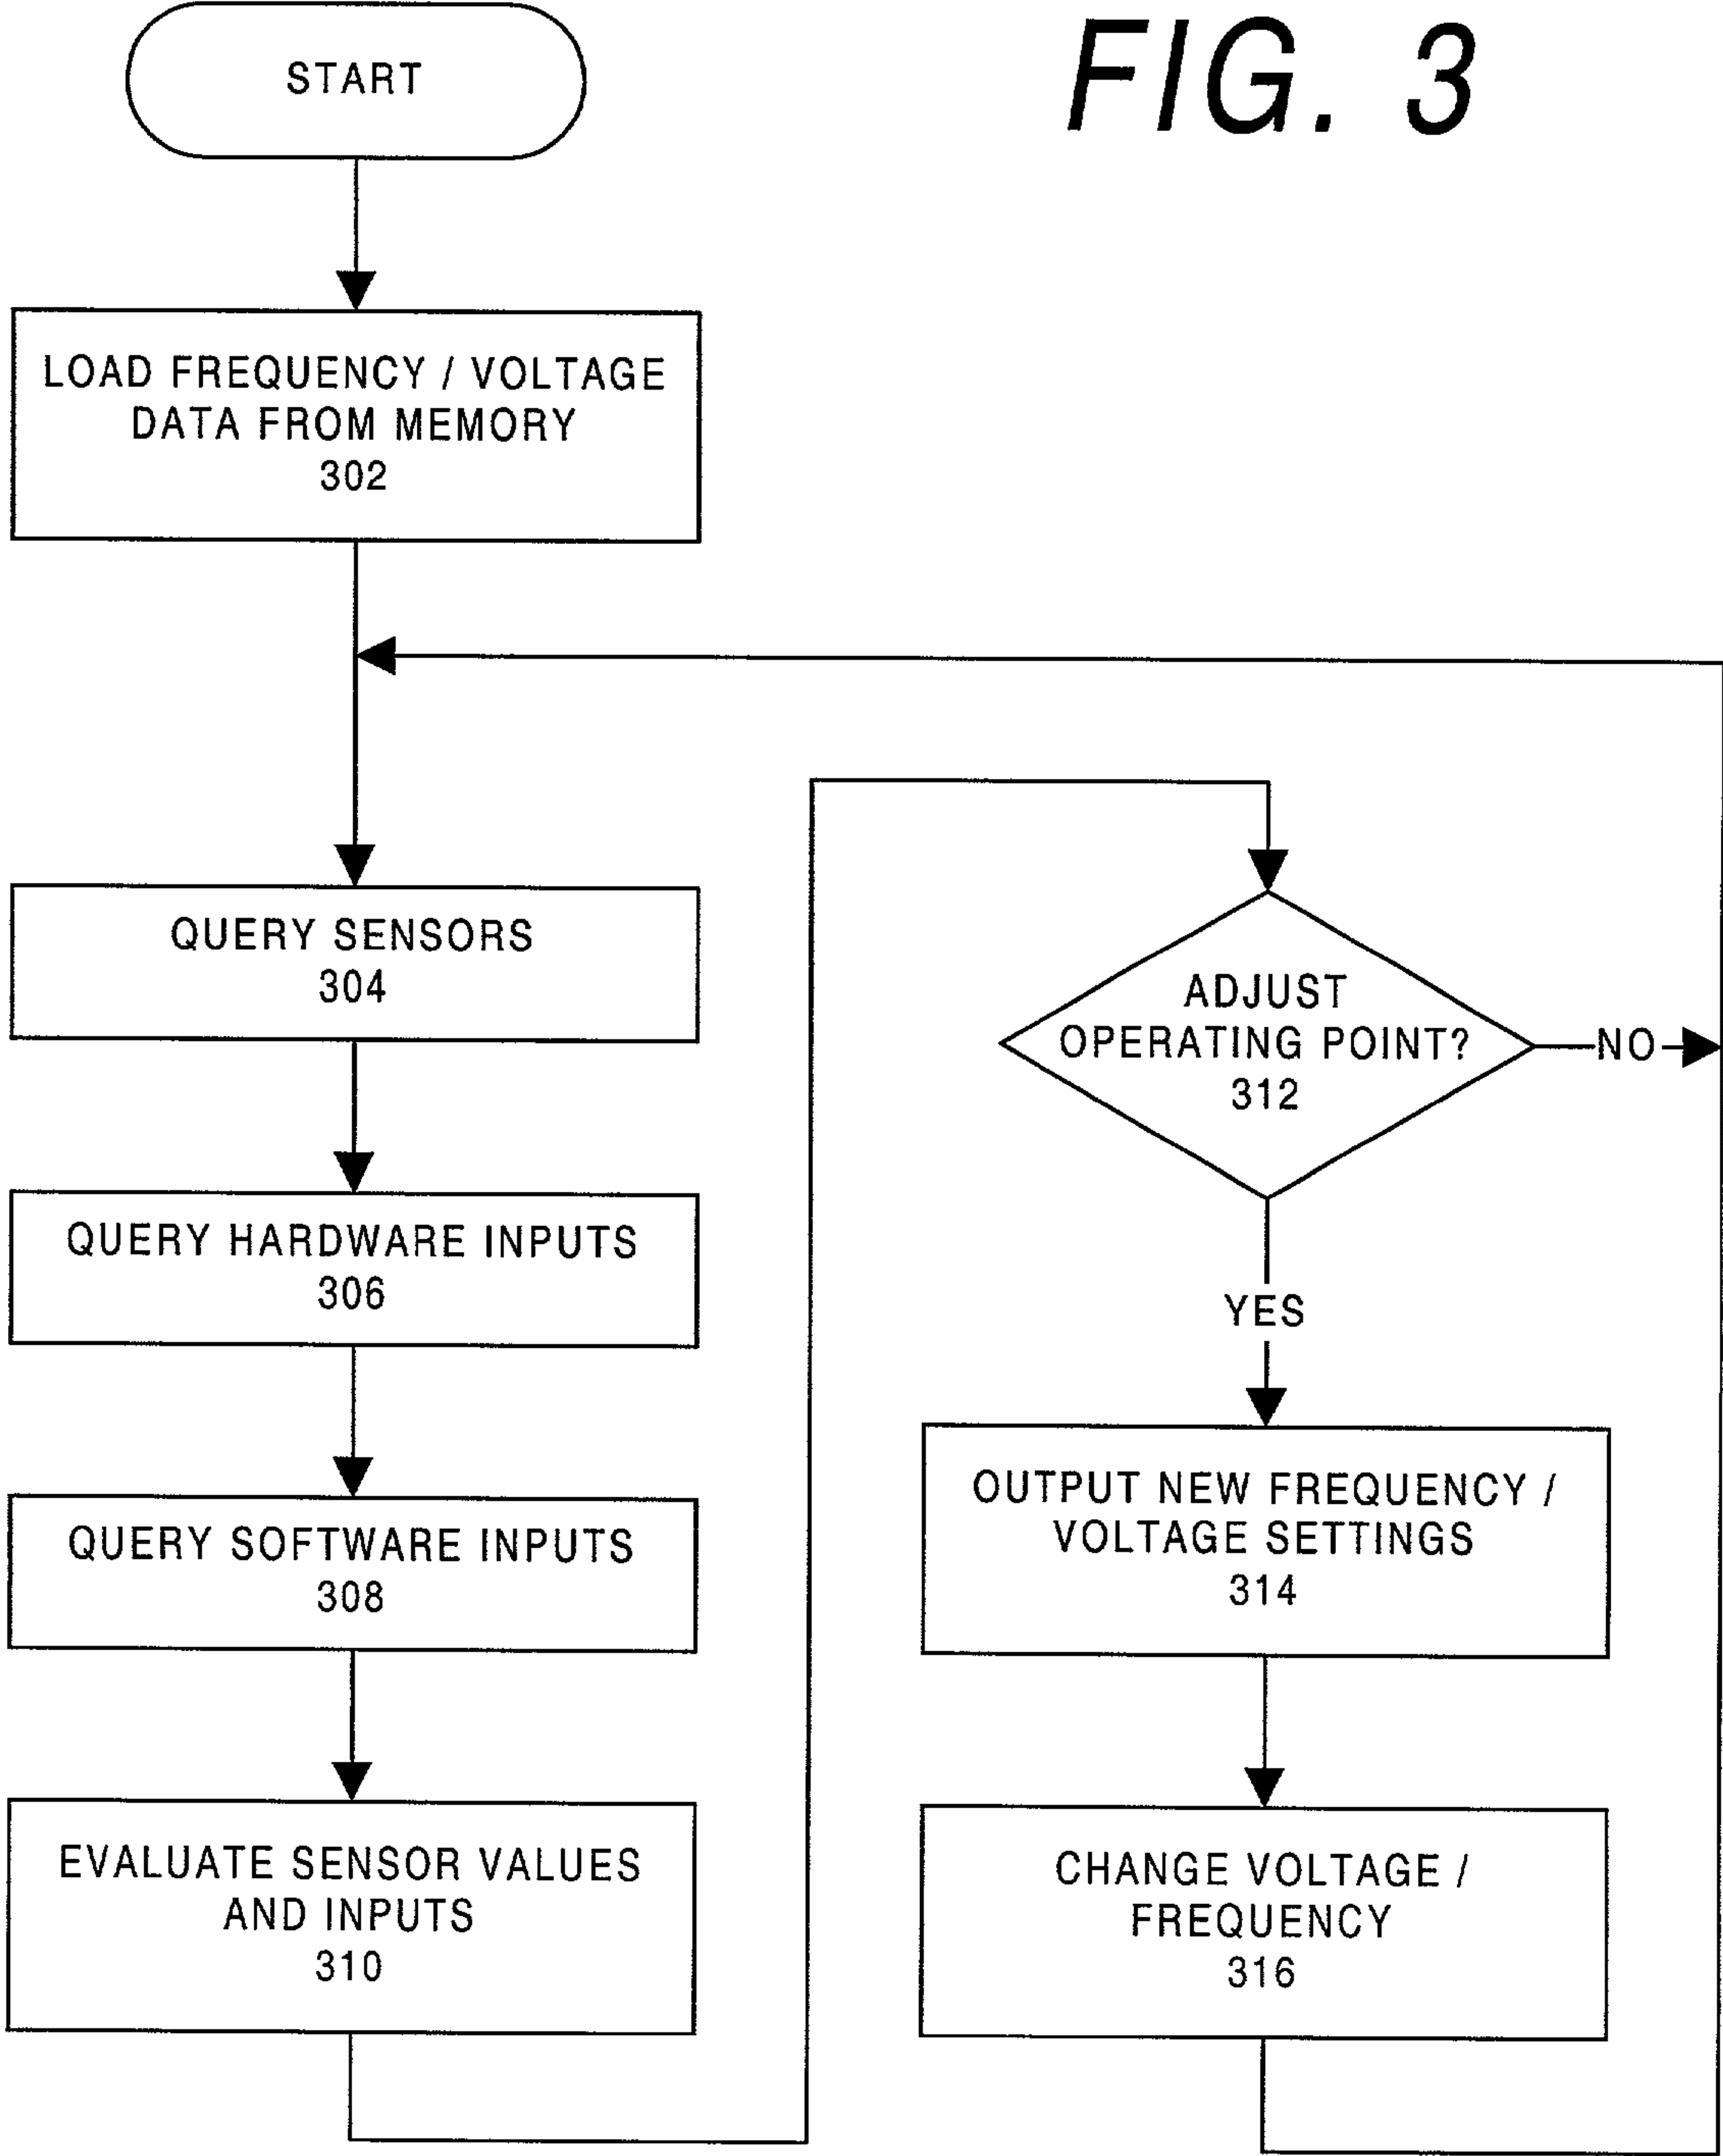 FIG. 3
START
LOAD FREQUENCY / VOLTAGE
DATA FROM MEMORY
302
QUERY SENSORS
304
QUERY HARDWARE INPUTS
306
QUERY SOFTWARE INPUTS
308
EVALUATE SENSOR VALUES
AND INPUTS
310
ADJUST
OPERATING POINT?
312
NO
YES
OUTPUT NEW FREQUENCY /
VOLTAGE SETTINGS
314
CHANGE VOLTAGE /
FREQUENCY
316